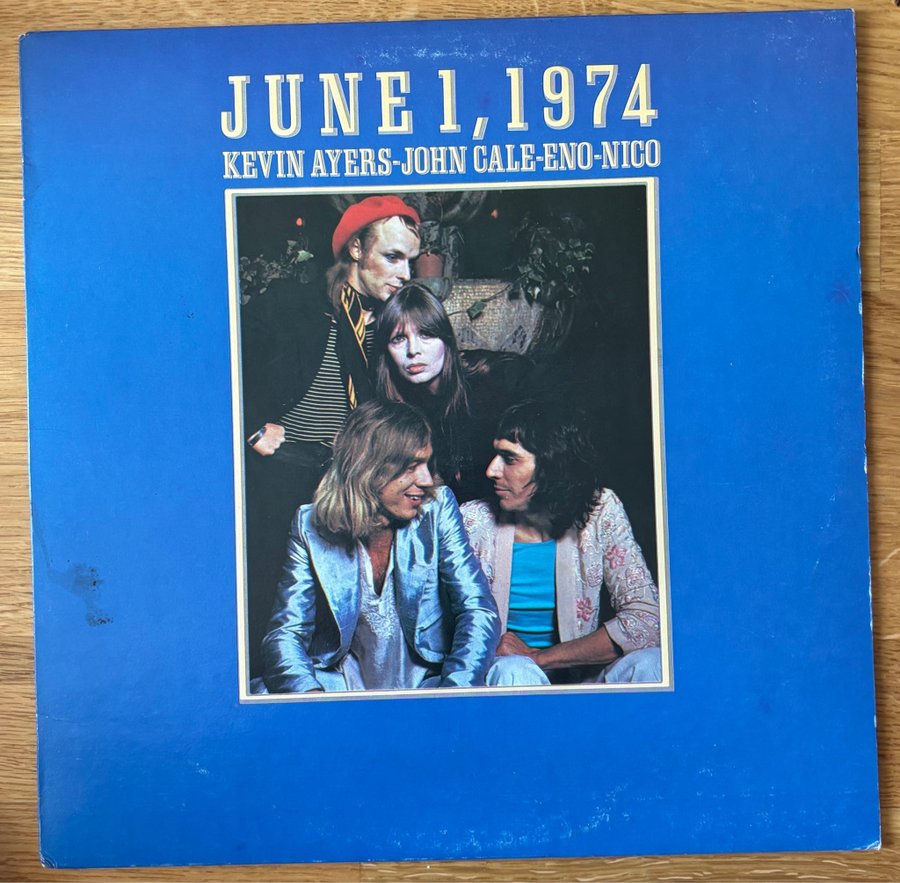 JUNE 1, 1974
KEVIN AYERS-JOHN CALE-ENO-NICO